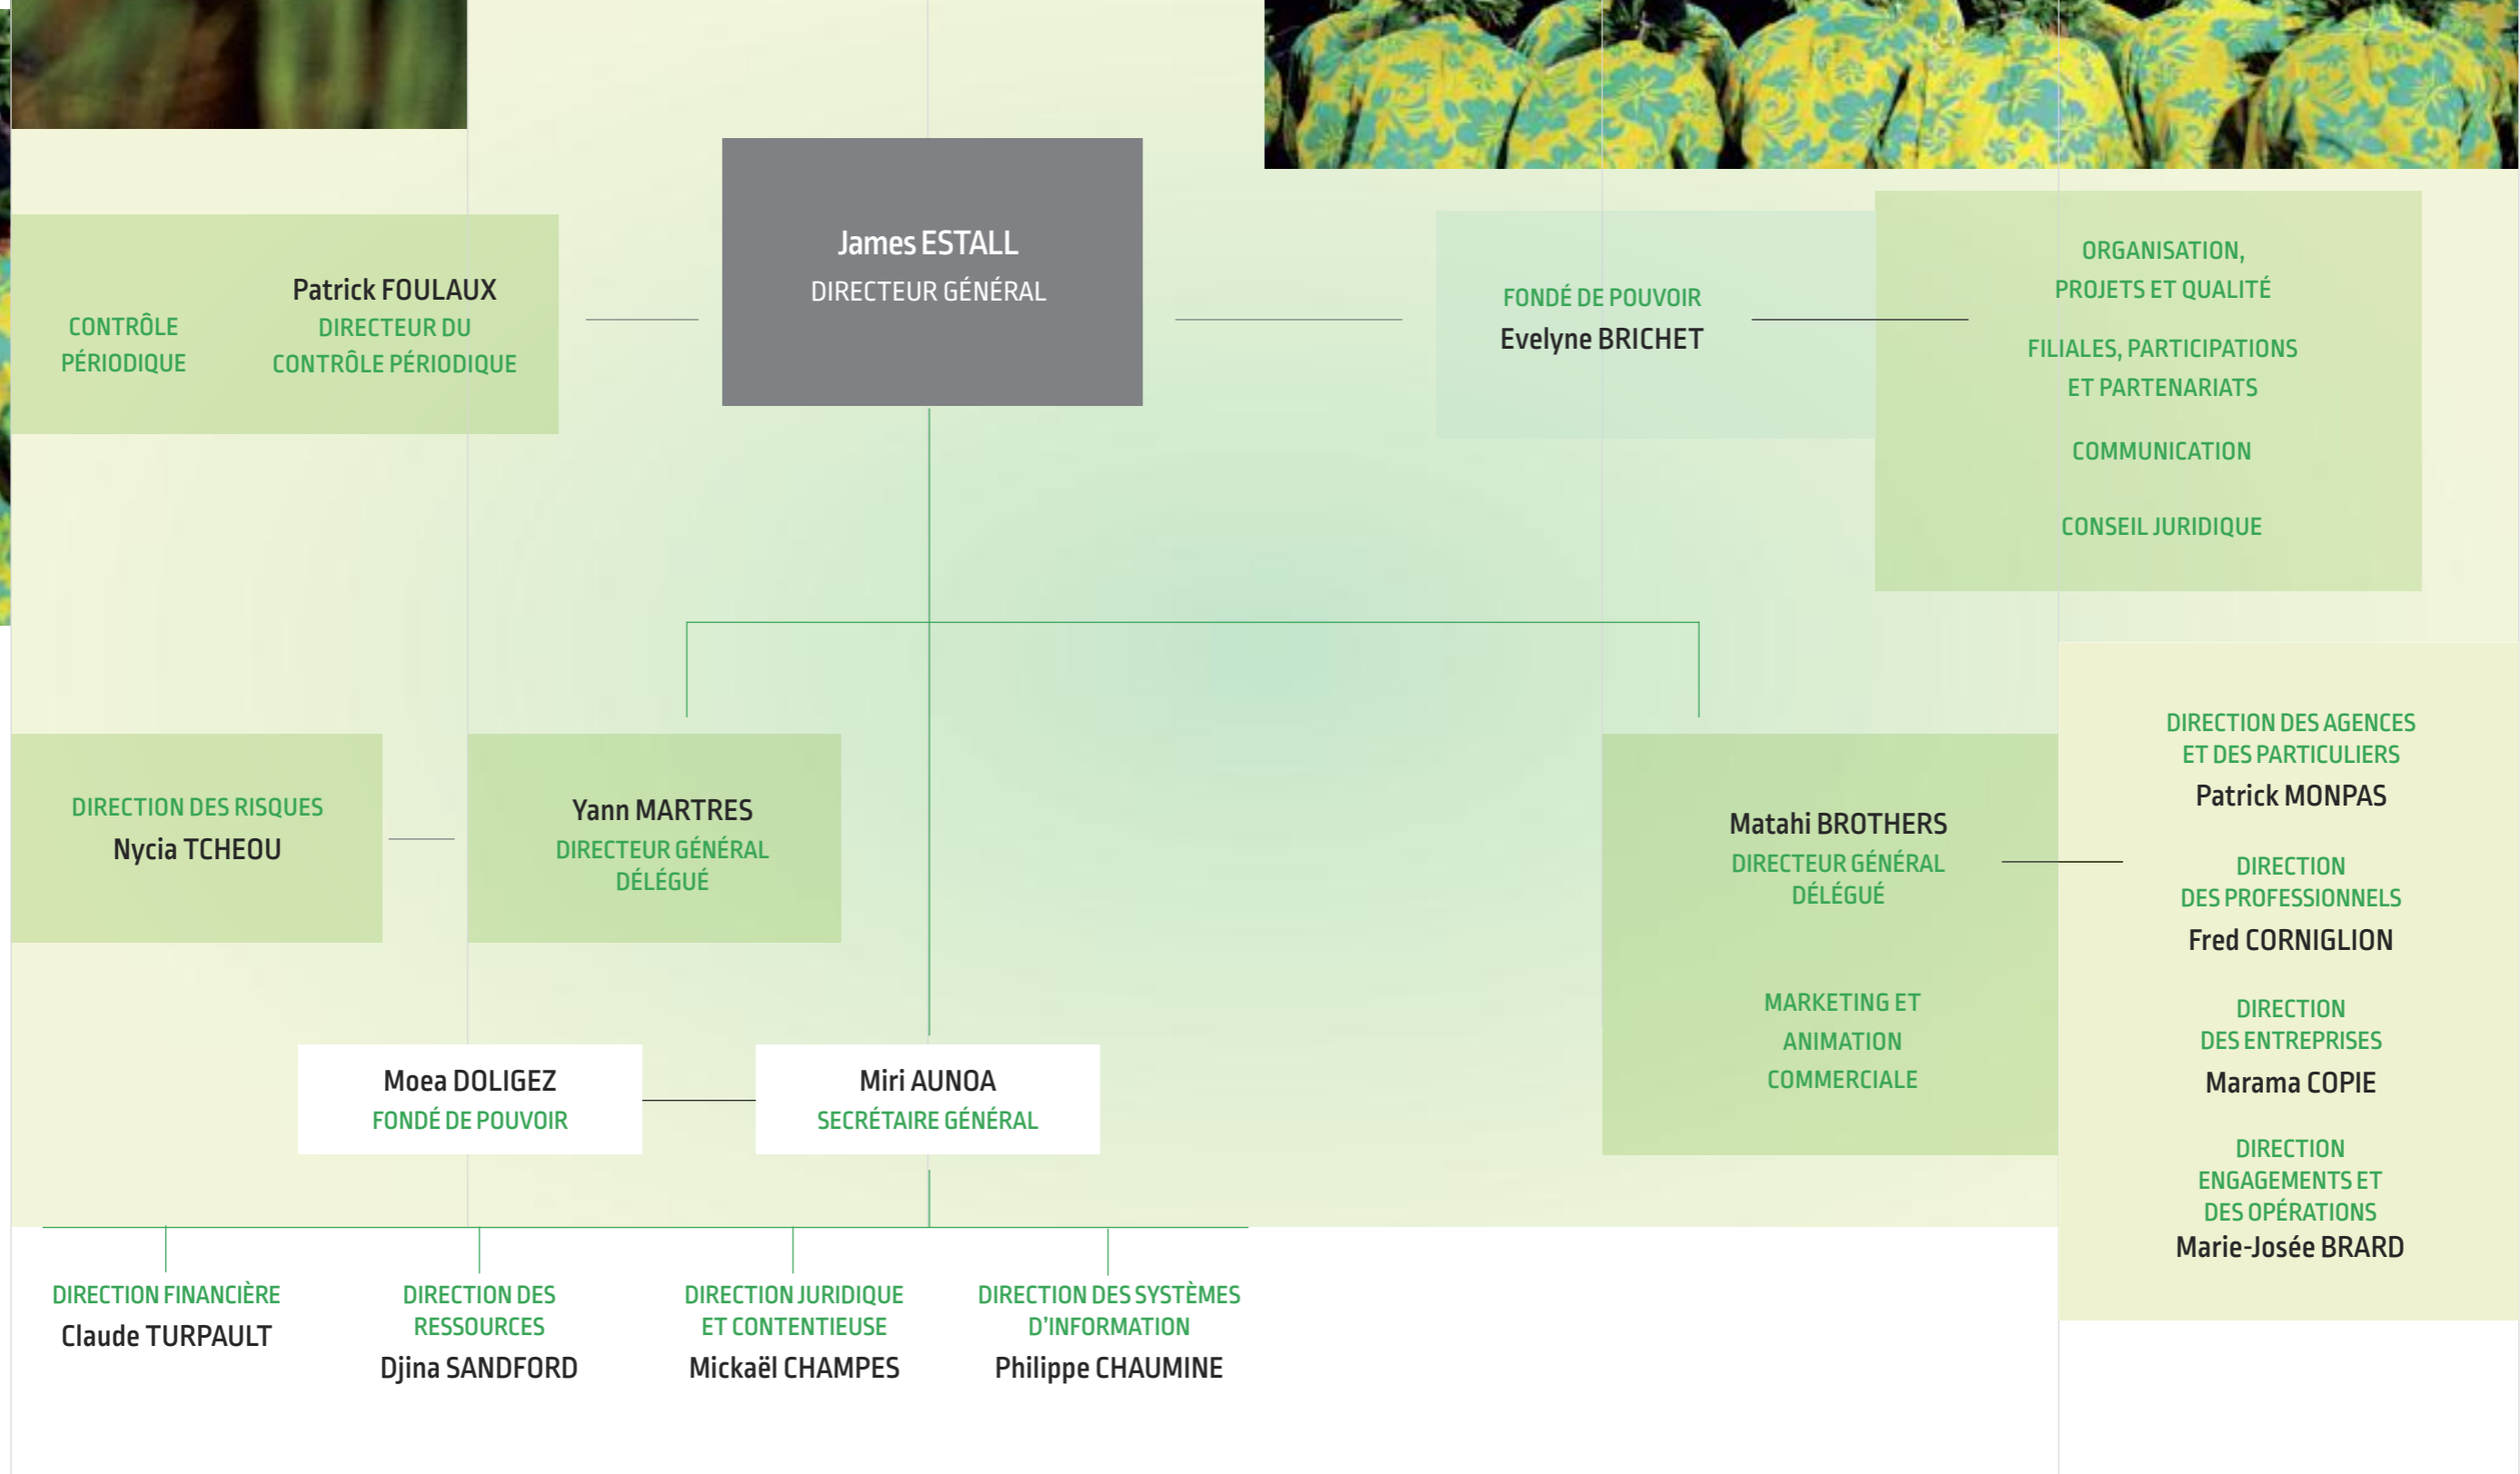 James ESTALL
DIRECTEUR GÉNÉRAL
CONTRÔLE
PÉRIODIQUE
Patrick FOULAUX
DIRECTEUR DU
CONTRÔLE PÉRIODIQUE
FONDÉ DE POUVOIR
Evelyne BRICHET
ORGANISATION,
PROJETS ET QUALITÉ
FILIALES, PARTICIPATIONS
ET PARTENARIATS
COMMUNICATION
CONSEIL JURIDIQUE
DIRECTION DES RISQUES
Nycia TCHEOU
Yann MARTRES
DIRECTEUR GÉNÉRAL
DÉLÉGUÉ
Matahi BROTHERS
DIRECTEUR GÉNÉRAL
DÉLÉGUÉ
MARKETING ET
ANIMATION
COMMERCIALE
DIRECTION DES AGENCES
ET DES PARTICULIERS
Patrick MONPAS
DIRECTION
DES PROFESSIONNELS
Fred CORNIGLION
DIRECTION
DES ENTREPRISES
Marama COPIE
DIRECTION
ENGAGEMENTS ET
DES OPÉRATIONS
Marie-Josée BRARD
Moea DOLIGEZ
FONDÉ DE POUVOIR
Miri AUNOA
SECRÉTAIRE GÉNÉRAL
DIRECTION FINANCIÈRE
Claude TURPAULT
DIRECTION DES
RESSOURCES
Djina SANDFORD
DIRECTION JURIDIQUE
ET CONTENTIEUSE
Mickaël CHAMPES
DIRECTION DES SYSTÈMES
D'INFORMATION
Philippe CHAUMINE